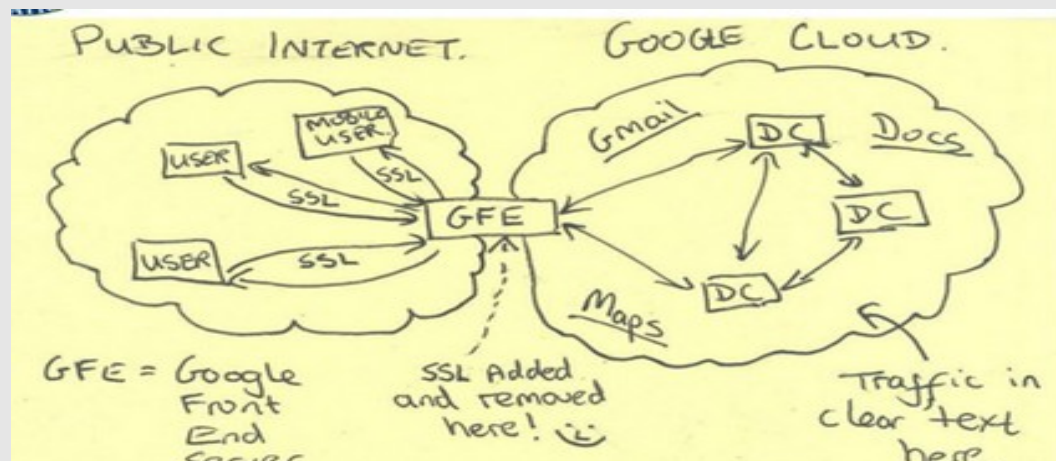 PUBLIC INTERNET.
GOOGLE CLOUD.
MOBILE
USER.
USER
SSL
SSL
GFE
USER
SSL
Gmail
DC
Docs
DC
DC
Maps
GFE = Google
Front
End
SSL Added
and removed
here!
Traffic in
clear text
here